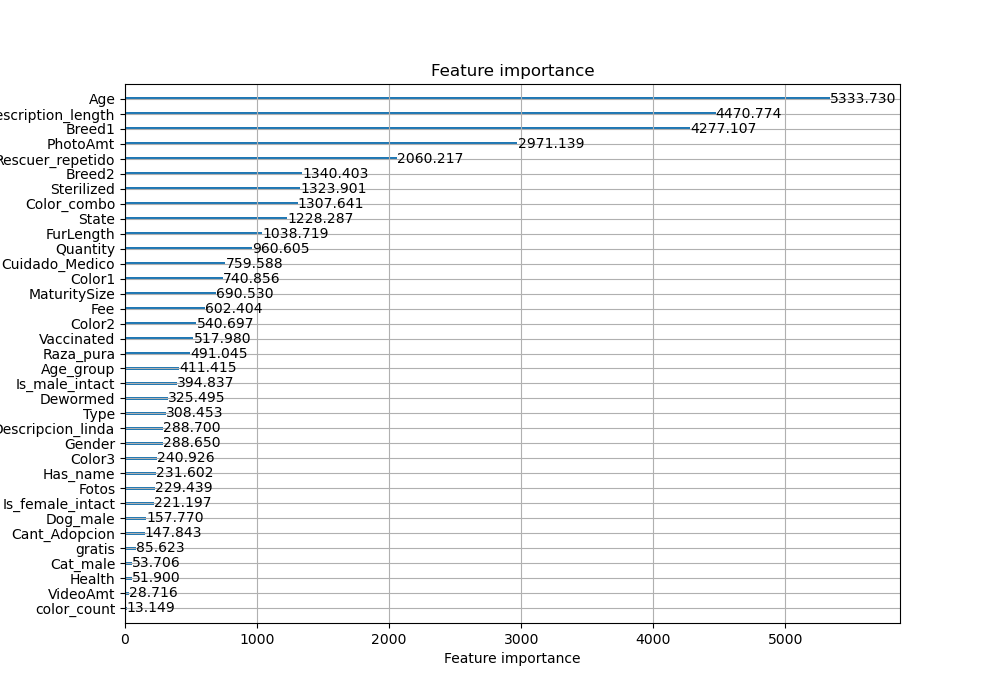 Feature importance
Age 5333.730
escription_length 4470.774
Breed1 4277.107
PhotoAmt 2971.139
Rescuer_repetido 2060.217
Breed2 1340.403
Sterilized 1323.901
Color_combo 1307.641
State 1228.287
FurLength 1038.719
Quantity 960.605
Cuidado_Medico 759.588
Color1 740.856
MaturitySize 690.530
Fee 602.404
Color2 540.697
Vaccinated 517.980
Raza_pura 491.045
Age_group 411.415
Is_male_intact 394.837
Dewormed 325.495
Type 308.453
Descripcion_linda 288.700
Gender 288.650
Color3 240.926
Has_name 231.602
Fotos 229.439
Is_female_intact 221.197
Dog_male 157.770
Cant_Adopcion 147.843
gratis 85.623
Cat_male 53.706
Health 51.900
VideoAmt 28.716
color_count 13.149
0 1000 2000 3000 4000 5000
Feature importance